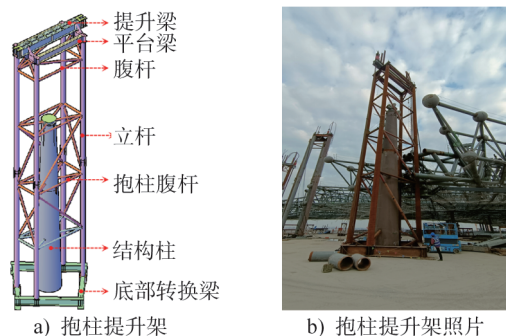 提升梁
平台梁
腹杆
立杆
抱柱腹杆
结构柱
底部转换梁
a) 抱柱提升架
b) 抱柱提升架照片